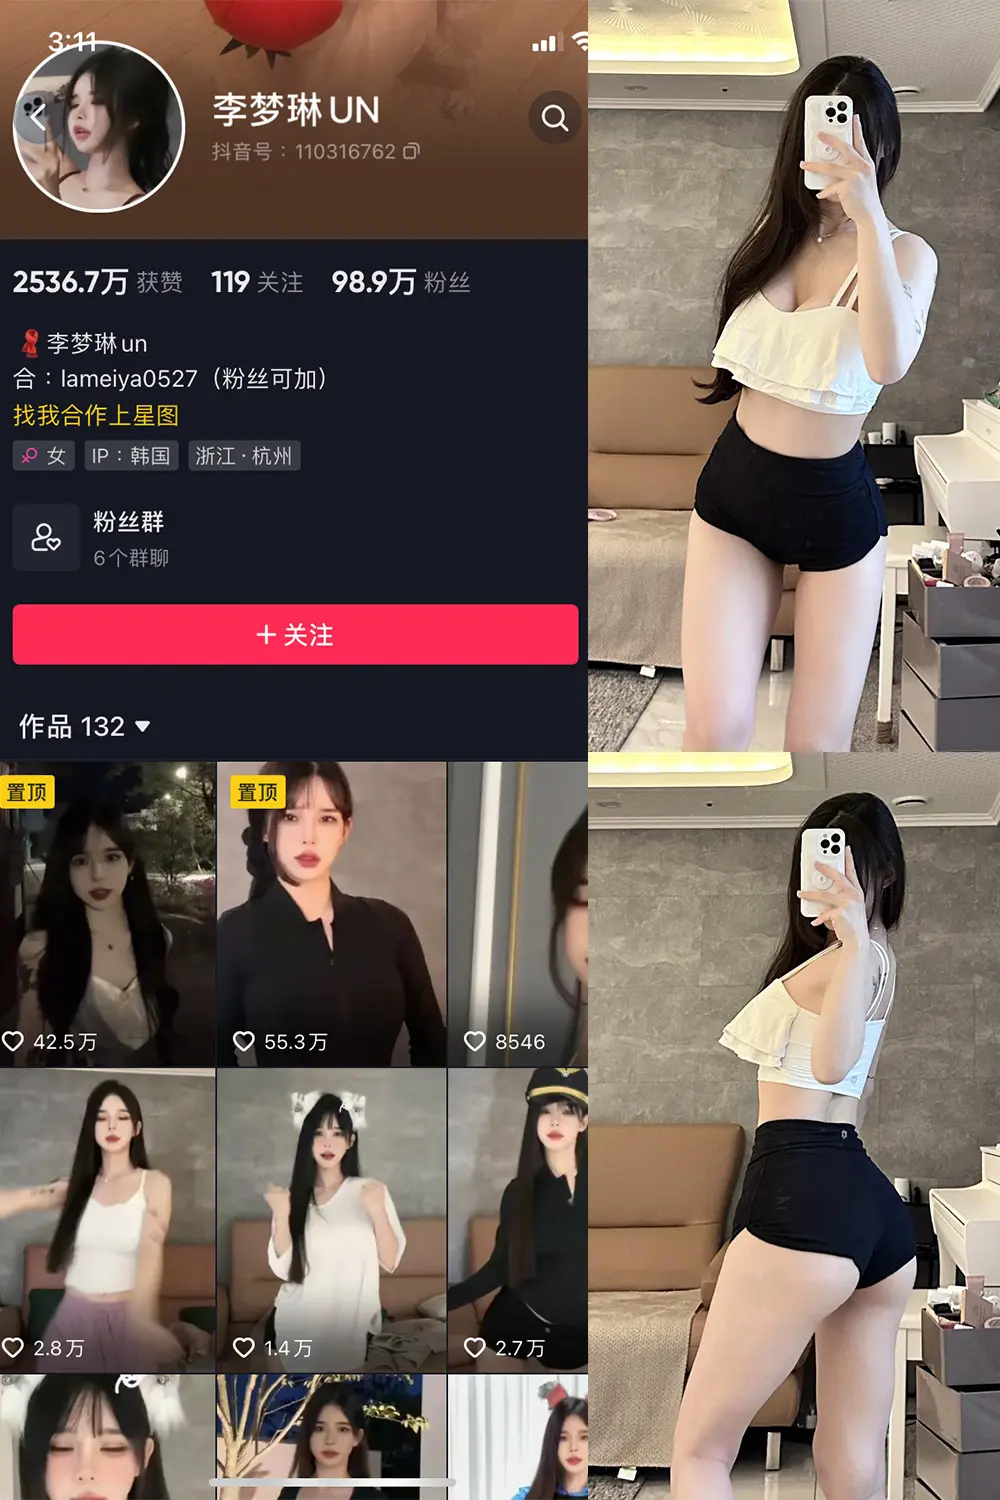 3:11
李梦琳UN
抖音号：110316762
2536.7万 获赞 119 关注 98.9万 粉丝
李梦琳un
合：lameiya0527（粉丝可加）
找我合作上星图
女 IP：韩国 浙江·杭州
粉丝群
6个群聊
+ 关注
作品 132
置顶 置顶
42.5万 55.3万 8546
2.8万 1.4万 2.7万